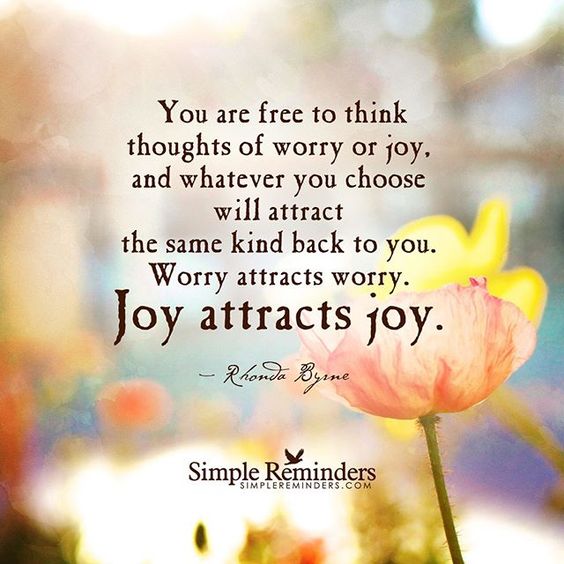 You are free to think
thoughts of worry or joy,
and whatever you choose
will attract
the same kind back to you.
Worry attracts worry.
Joy attracts joy.
– Rhonda Byrne
Simple Reminders
SIMPLEREMINDERS.COM